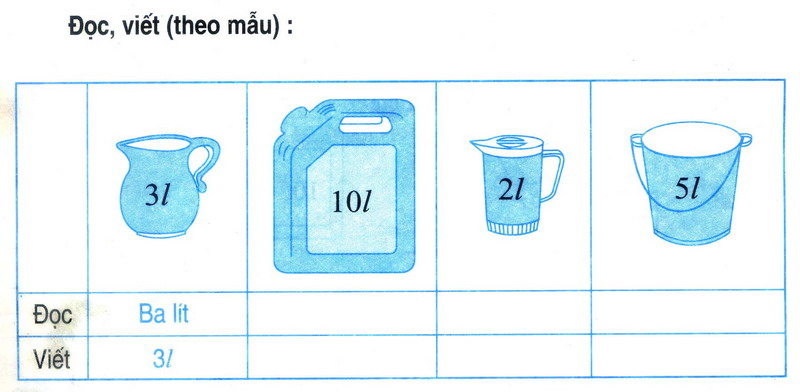 Đọc, viết (theo mẫu) :
3l 10l 2l 5l
Đọc Ba lít
Viết 3l